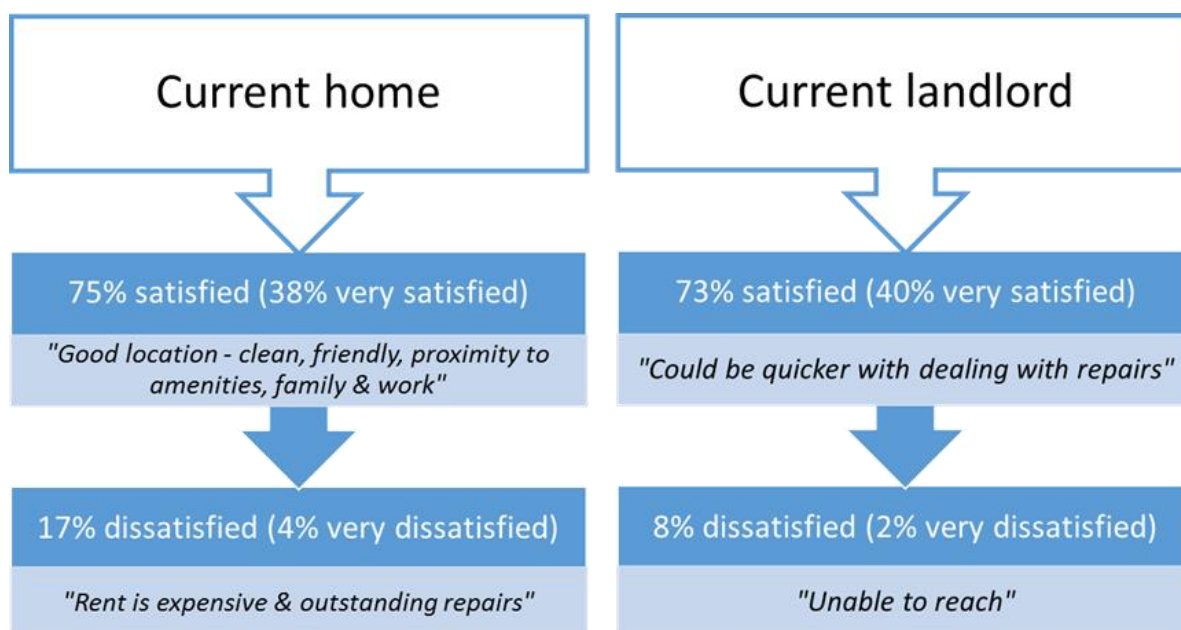 Current home
75% satisfied (38% very satisfied)
"Good location - clean, friendly, proximity to
amenities, family & work"
17% dissatisfied (4% very dissatisfied)
"Rent is expensive & outstanding repairs"
Current landlord
73% satisfied (40% very satisfied)
"Could be quicker with dealing with repairs"
8% dissatisfied (2% very dissatisfied)
"Unable to reach"